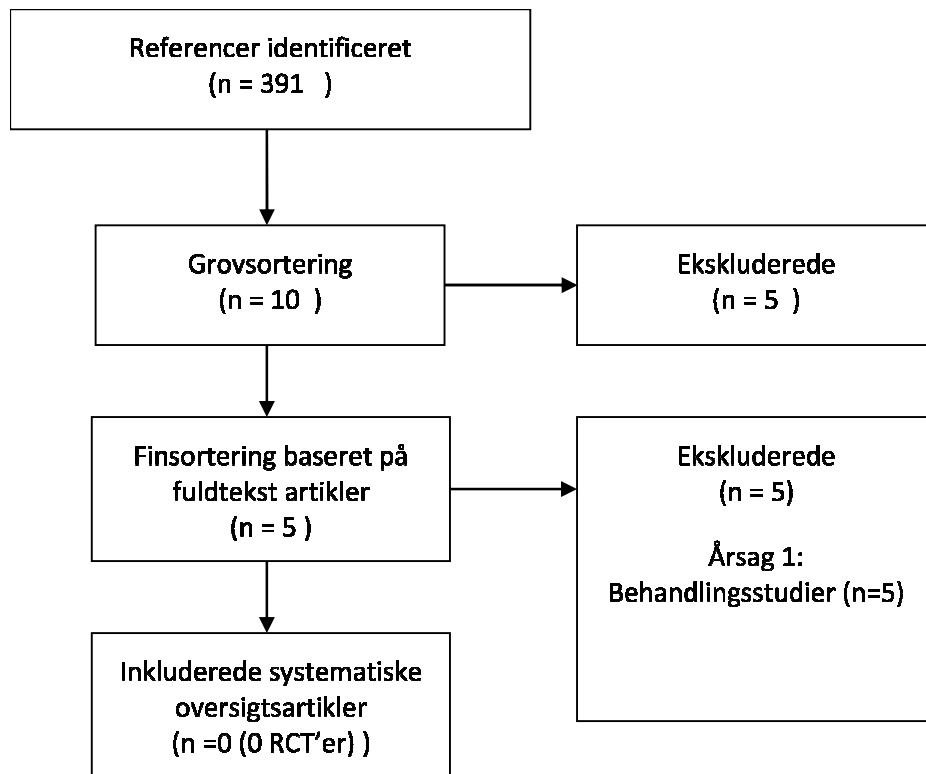 Referencer identificeret
(n = 391   )
Grovsortering
(n = 10  )
Ekskluderede
(n = 5  )
Finsortering baseret på
fuldtekst artikler
(n = 5 )
Ekskluderede
(n = 5)
Årsag 1:
Behandlingsstudier (n=5)
Inkluderede systematiske
oversigtsartikler
(n =0 (0 RCT’er) )